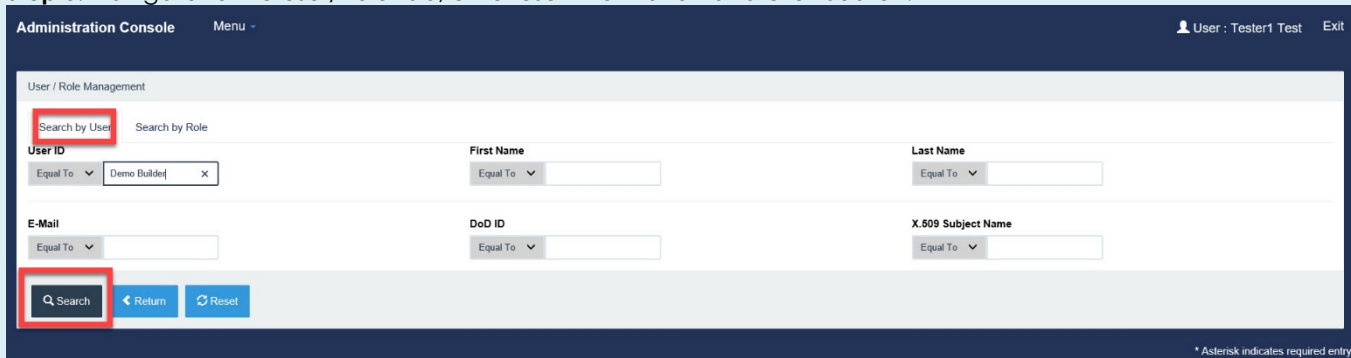 Administration Console Menu User : Tester1 Test Exit
User / Role Management
Search by User Search by Role
User ID First Name Last Name
Equal To Demo Builder x Equal To Equal To
E-Mail DoD ID X.509 Subject Name
Equal To Equal To Equal To
Search Return Reset
* Asterisk indicates required entry